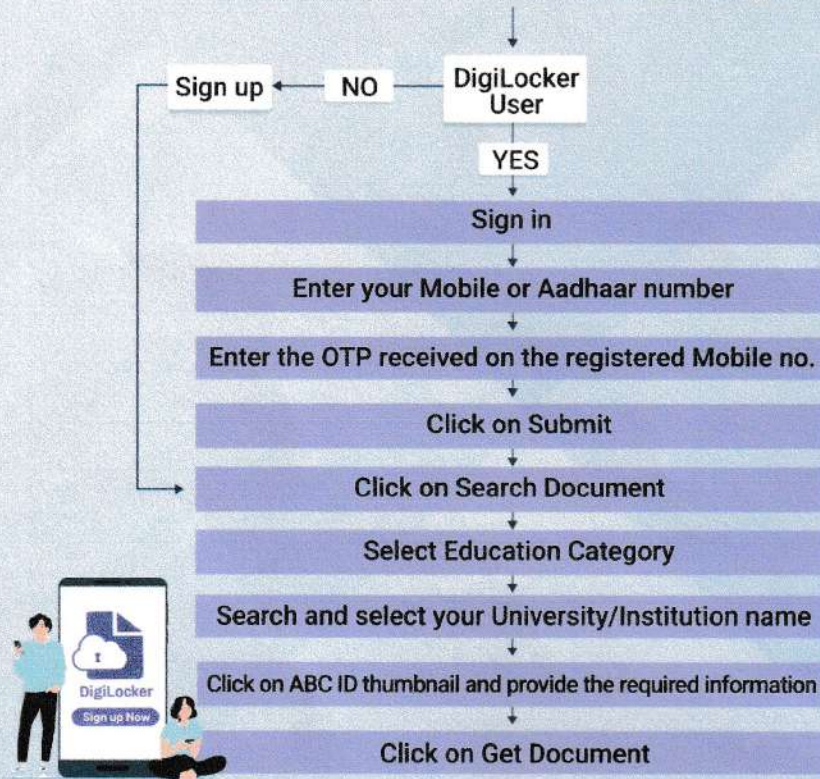 DigiLocker
User
Sign up
NO
YES
Sign in
Enter your Mobile or Aadhaar number
Enter the OTP received on the registered Mobile no.
Click on Submit
Click on Search Document
Select Education Category
Search and select your University/Institution name
Click on ABC ID thumbnail and provide the required information
Click on Get Document
DigiLocker
Sign up Now